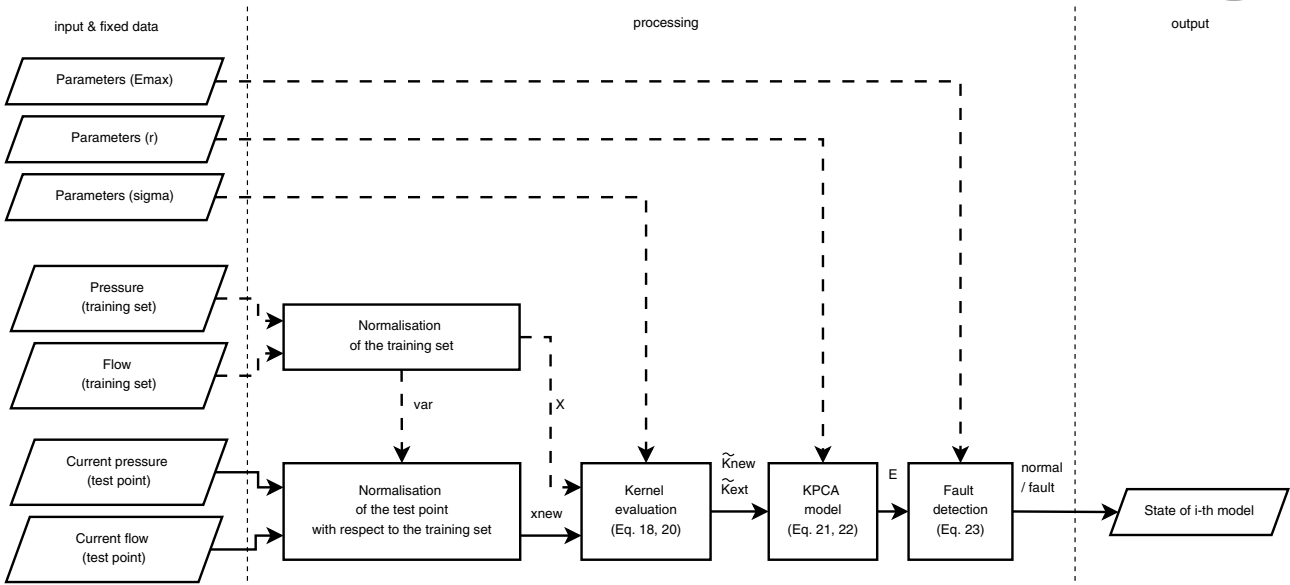 input & fixed data
processing
output
Parameters (Emax)
Parameters (r)
Parameters (sigma)
Pressure
(training set)
Flow
(training set)
Normalisation
of the training set
var
X
Current pressure
(test point)
Current flow
(test point)
Normalisation
of the test point
with respect to the training set
xnew
Kernel
evaluation
(Eq. 18, 20)
K̃new
K̃ext
KPCA
model
(Eq. 21, 22)
E
Fault
detection
(Eq. 23)
normal
/ fault
State of i-th model